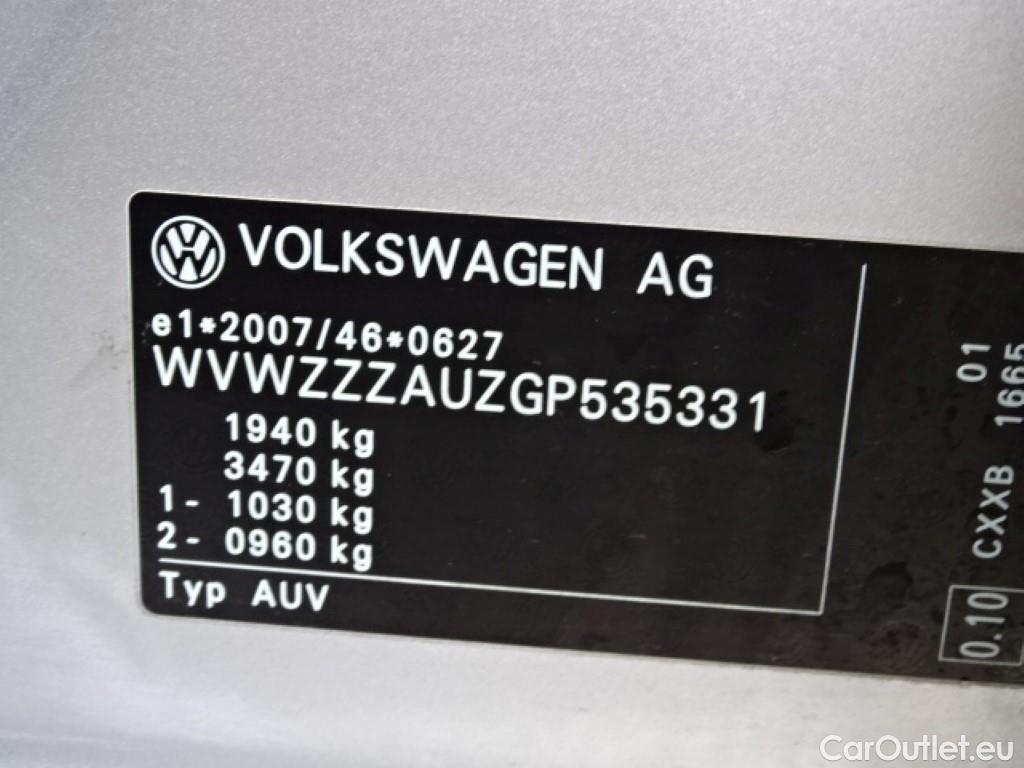 VOLKSWAGEN AG
e1*2007/46*0627
WVWZZZAUZGP535331
1940 kg
3470 kg
1- 1030 kg
2- 0960 kg
Typ AUV
01
CXXB 1665
0.10
CarOutlet.eu